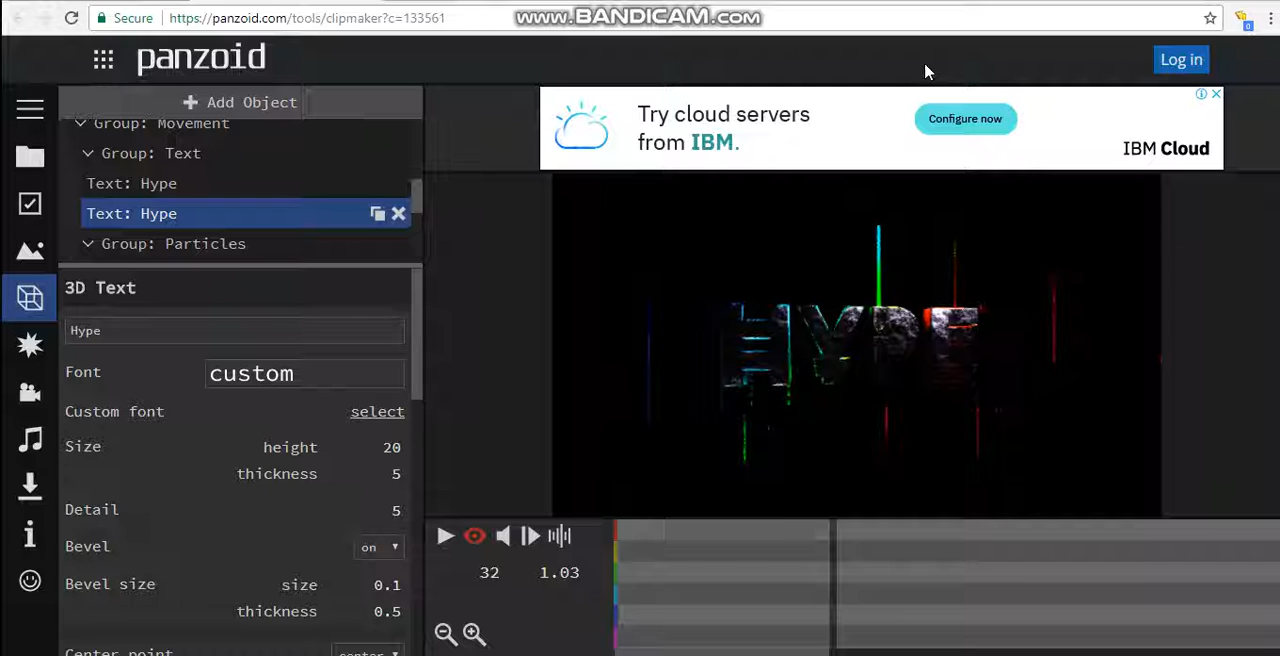 Secure
https://panzoid.com/tools/clipmaker?c=133561
www.BANDICAM.com
0
panzoid
Log in
Add Object
Group: Movement
Group: Text
Text: Hype
Text: Hype
Group: Particles
Try cloud servers
from IBM.
Configure now
IBM Cloud
3D Text
Hype
Font custom
Custom font select
Size height 20
thickness 5
Detail 5
Bevel on
Bevel size size 0.1
thickness 0.5
Center point center
HYPE
32 1.03